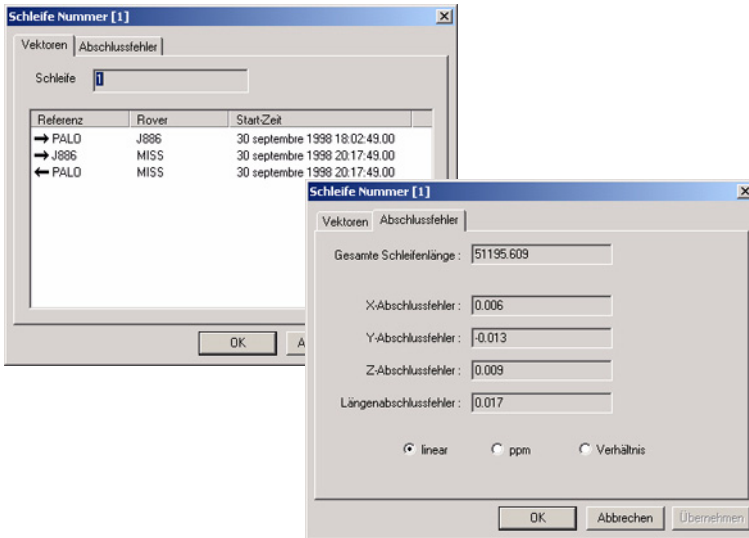 Schleife Nummer [1]
Vektoren Abschlussfehler
Schleife 1
Referenz Rover Start-Zeit
PALO J886 30 septembre 1998 18:02:49.00
J886 MISS 30 septembre 1998 20:17:49.00
PALO MISS 30 septembre 1998 20:17:49.00
OK A
Schleife Nummer [1]
Vektoren Abschlussfehler
Gesamte Schleifenlänge : 51195.609
X-Abschlussfehler : 0.006
Y-Abschlussfehler : -0.013
Z-Abschlussfehler : 0.009
Längenabschlussfehler : 0.017
linear ppm Verhältnis
OK Abbrechen Übernehmen